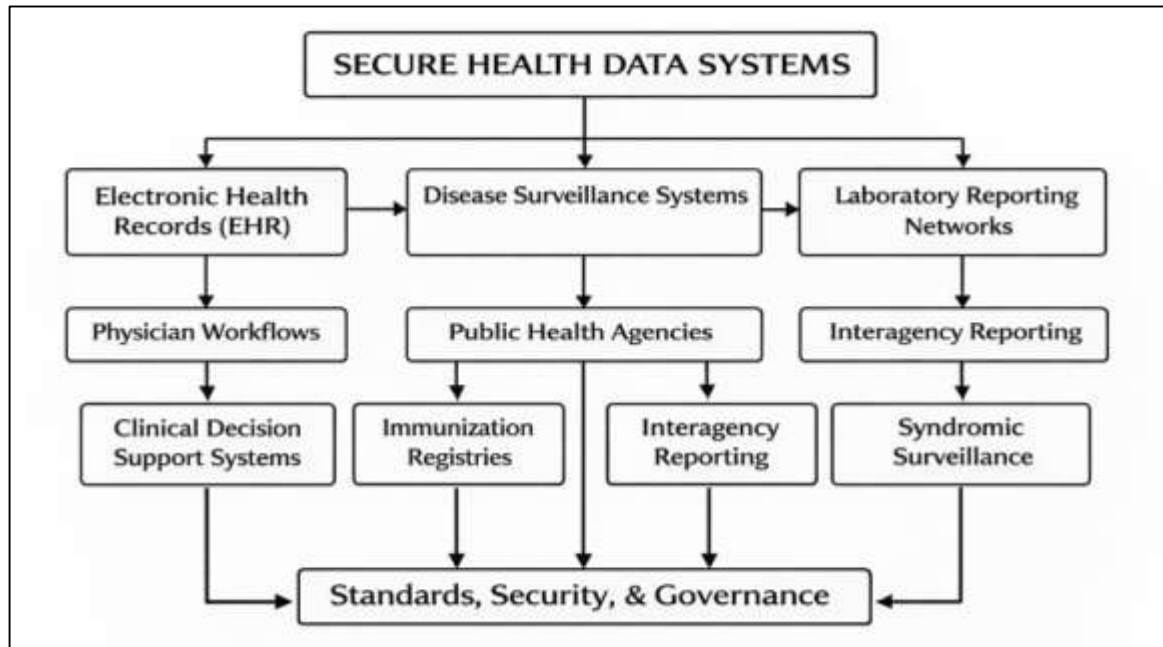 SECURE HEALTH DATA SYSTEMS
Electronic Health
Records (EHR)
Disease Surveillance Systems
Laboratory Reporting
Networks
Physician Workflows
Public Health Agencies
Interagency Reporting
Clinical Decision
Support Systems
Immunization
Registries
Interagency
Reporting
Syndromic
Surveillance
Standards, Security, & Governance